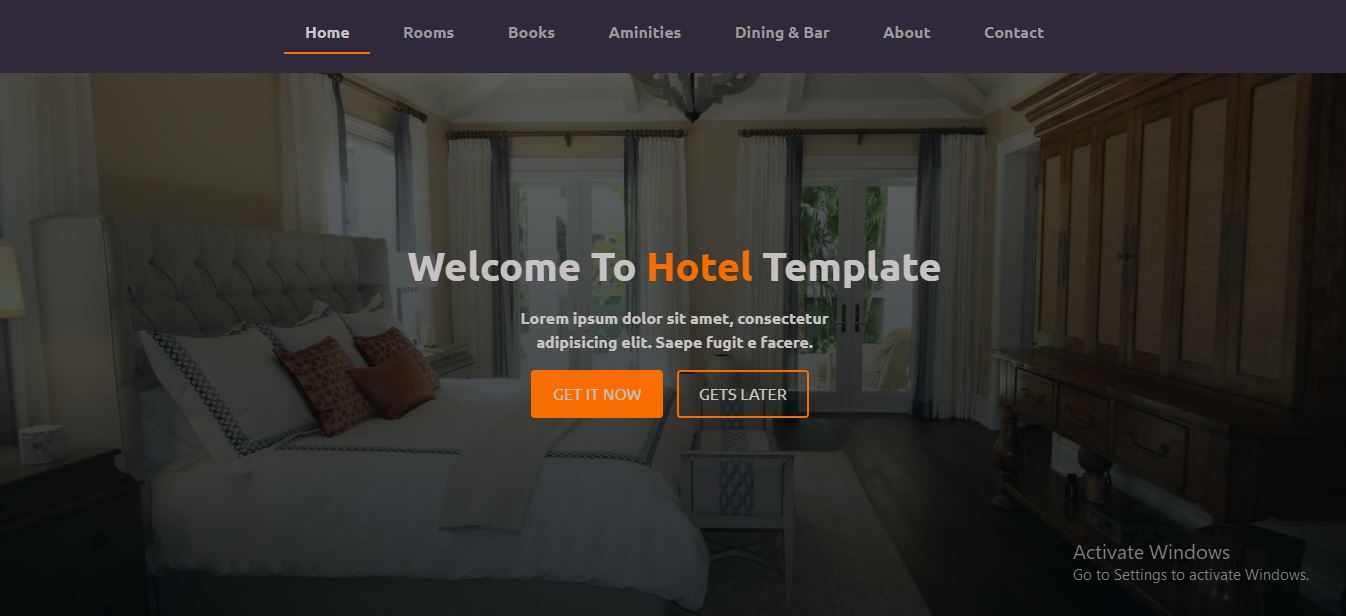 Home Rooms Books Aminities Dining & Bar About Contact
Welcome To Hotel Template
Lorem ipsum dolor sit amet, consectetur
adipisicing elit. Saepe fugit e facere.
GET IT NOW GETS LATER
Activate Windows
Go to Settings to activate Windows.